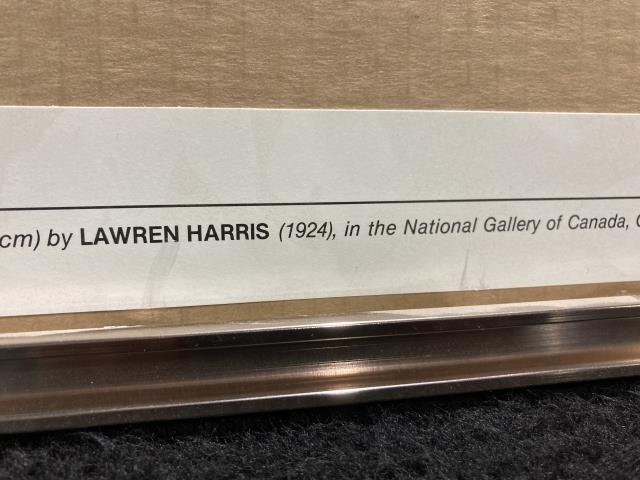 cm) by LAWREN HARRIS (1924), in the National Gallery of Canada,